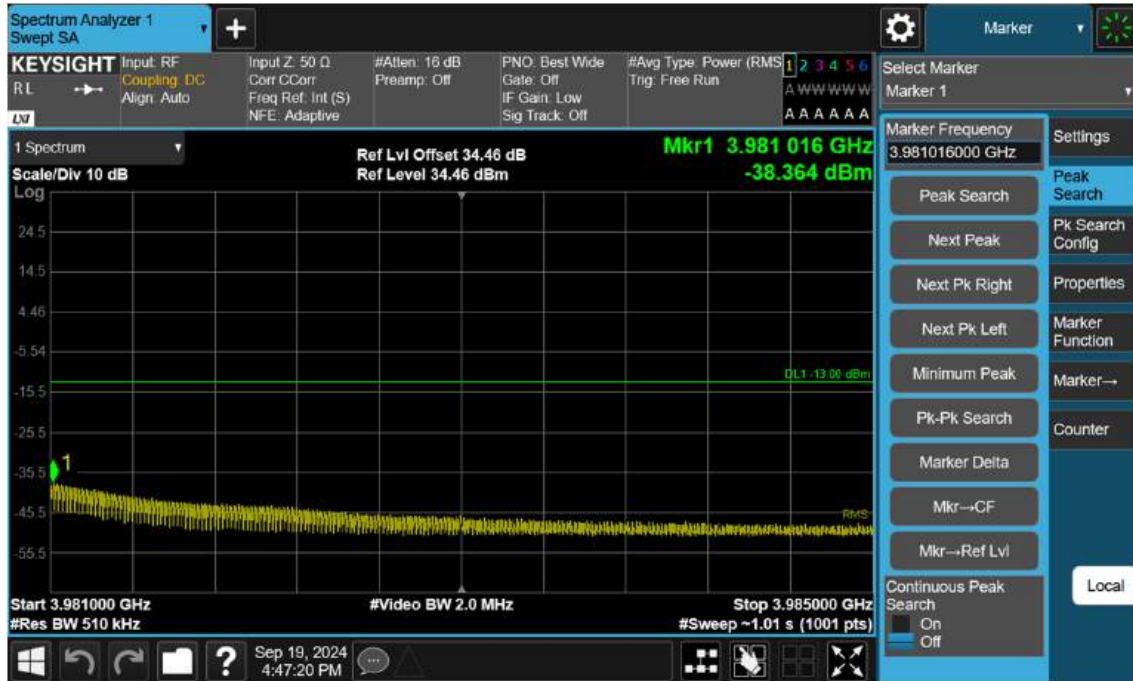 Spectrum Analyzer 1
Swept SA
Marker
KEYSIGHT
R L
LXI
Input: RF
Coupling: DC
Align: Auto
Input Z: 50 Ω
Corr CCorr
Freq Ref: Int (S)
NFE: Adaptive
#Atten: 16 dB
Preamp: Off
PNO: Best Wide
Gate: Off
IF Gain: Low
Sig Track: Off
#Avg Type: Power (RMS
Trig: Free Run
1 2 3 4 5 6
A W W W W W
A A A A A A
Select Marker
Marker 1
1 Spectrum
Scale/Div 10 dB
Ref Lvl Offset 34.46 dB
Ref Level 34.46 dBm
Mkr1 3.981 016 GHz
-38.364 dBm
Log
24.5
14.5
4.46
-5.54
-15.5
-25.5
-35.5
-45.5
-55.5
DL1 -13.00 dBm
1
RMS
Start 3.981000 GHz
#Res BW 510 kHz
#Video BW 2.0 MHz
Stop 3.985000 GHz
#Sweep ~1.01 s (1001 pts)
Marker Frequency
3.981016000 GHz
Peak Search
Next Peak
Next Pk Right
Next Pk Left
Minimum Peak
Pk-Pk Search
Marker Delta
Mkr→CF
Mkr→Ref Lvl
Continuous Peak
Search
On
Off
Settings
Peak
Search
Pk Search
Config
Properties
Marker
Function
Marker→
Counter
Local
?
Sep 19, 2024
4:47:20 PM